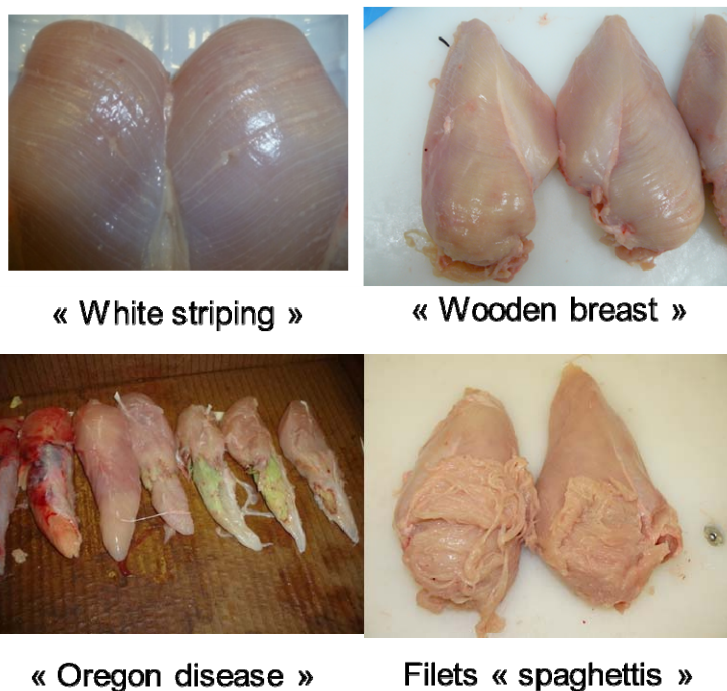 « White striping »
« Wooden breast »
« Oregon disease »
Filets « spaghettis »